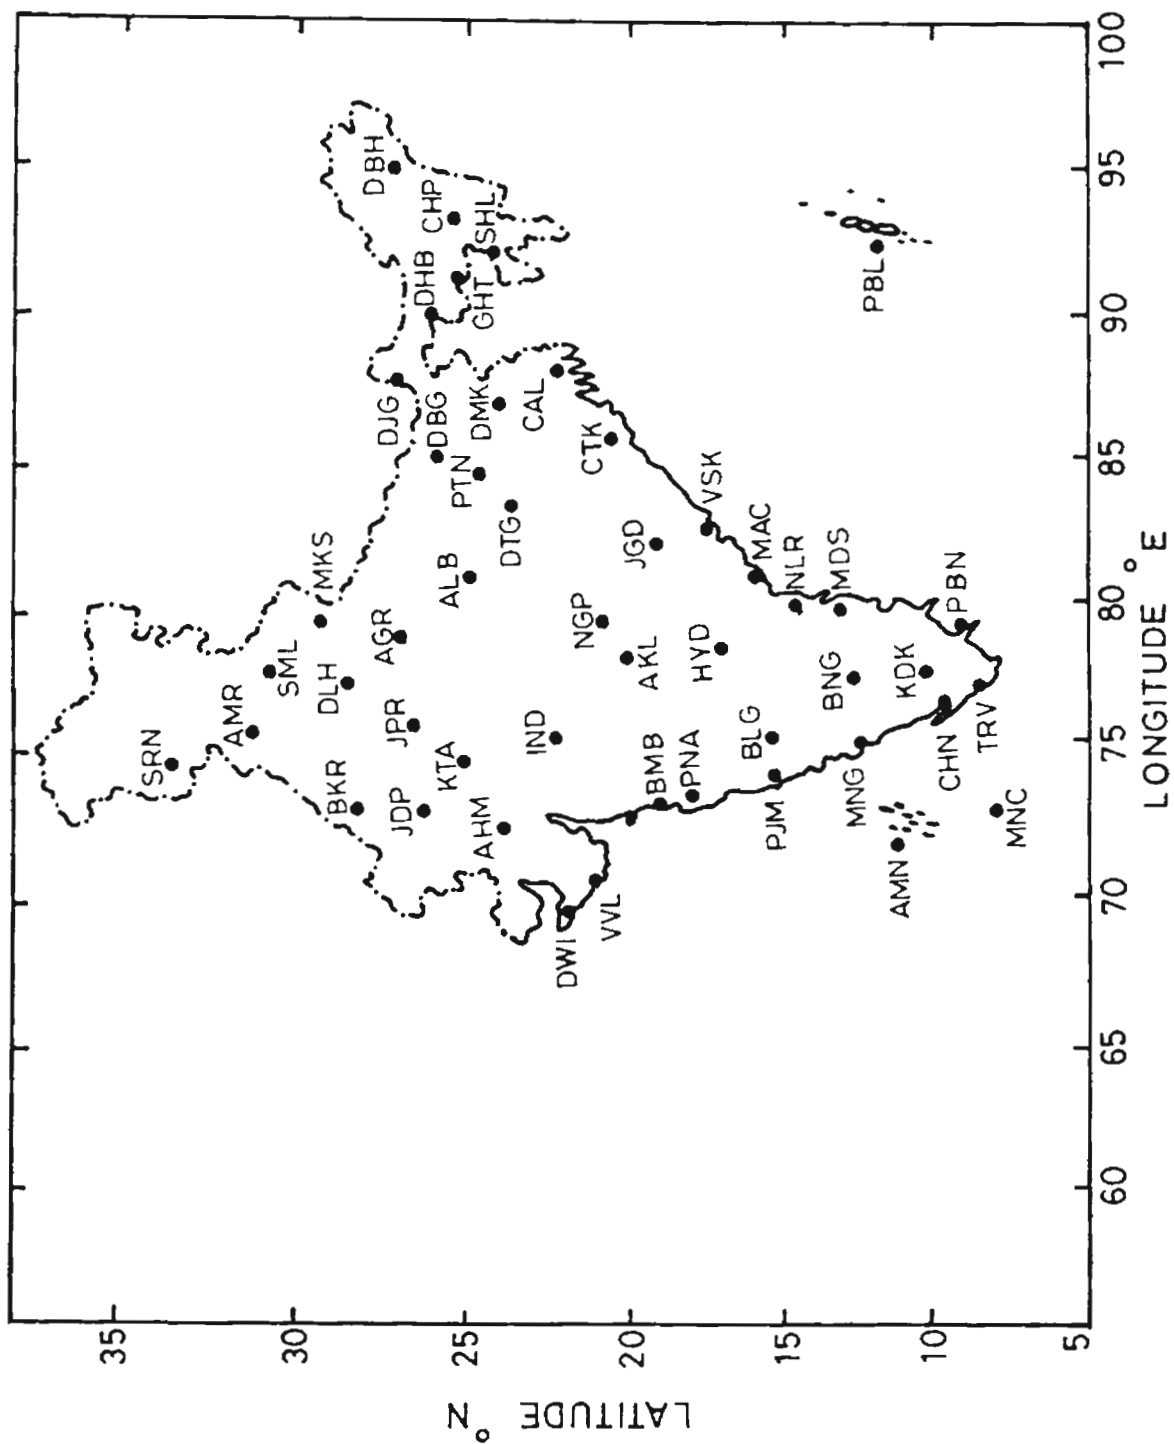 LATITUDE °N
35
30
25
20
15
10
5
60
65
70
75
80
85
90
95
100
LONGITUDE °E
SRN
AMR
SML
MKS
DLH
BKR
JPR
AGR
JDP
KTA
AHM
ALB
IND
DWI
VVL
DJG
DBG
PTN
DMK
DTG
CAL
CTK
DHB
GHT
CHP
SHL
DBH
JGD
NGP
AKL
BMB
PNA
HYD
VSK
MAC
BLG
PJM
NLR
MDS
BNG
MNG
KDK
CHN
TRV
PBN
AMN
MNC
PBL